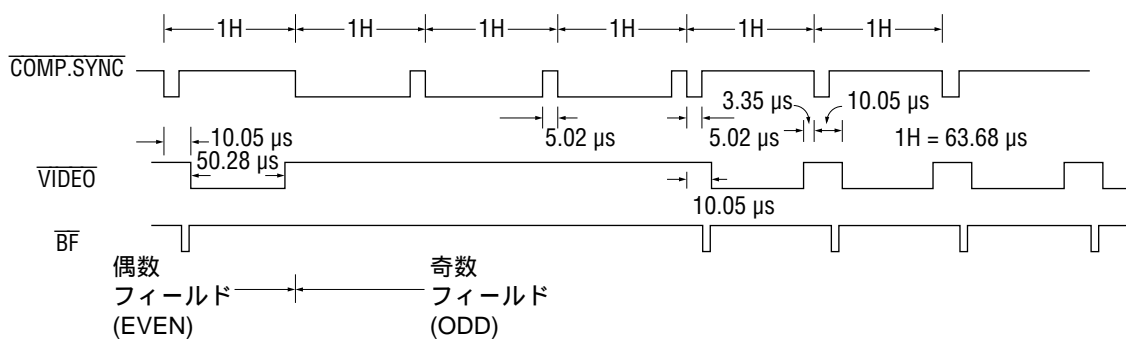 1H 1H 1H 1H 1H 1H
COMP.SYNC
3.35 µs 10.05 µs
10.05 µs 5.02 µs 5.02 µs 1H = 63.68 µs
50.28 µs
VIDEO
10.05 µs
BF
偶数 奇数
フィールド フィールド
(EVEN) (ODD)